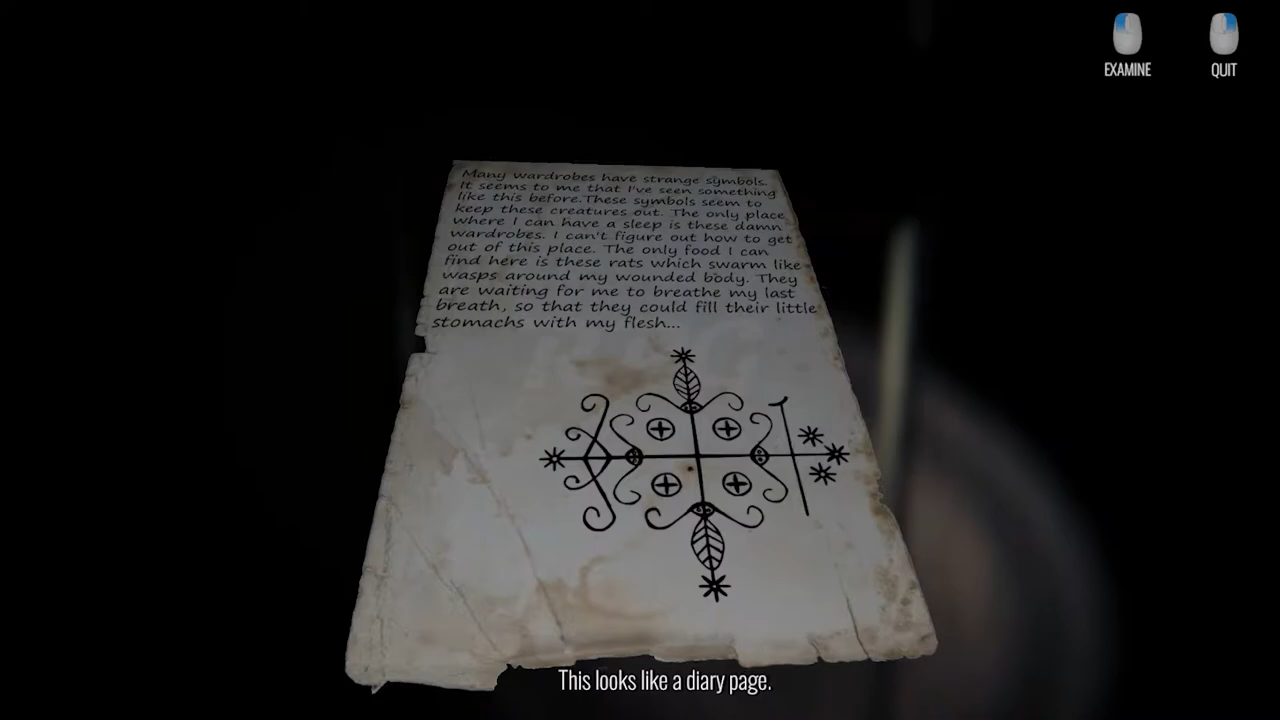 EXAMINE QUIT
Many wardrobes have strange symbols.
It seems to me that I've seen something
like this before.These symbols seem to
keep these creatures out. The only place
where I can have a sleep is these damn
wardrobes. I can't figure out how to get
out of this place. The only food I can
find here is these rats which swarm like
wasps around my wounded body. They
are waiting for me to breathe my last
breath, so that they could fill their little
stomachs with my flesh...
This looks like a diary page.